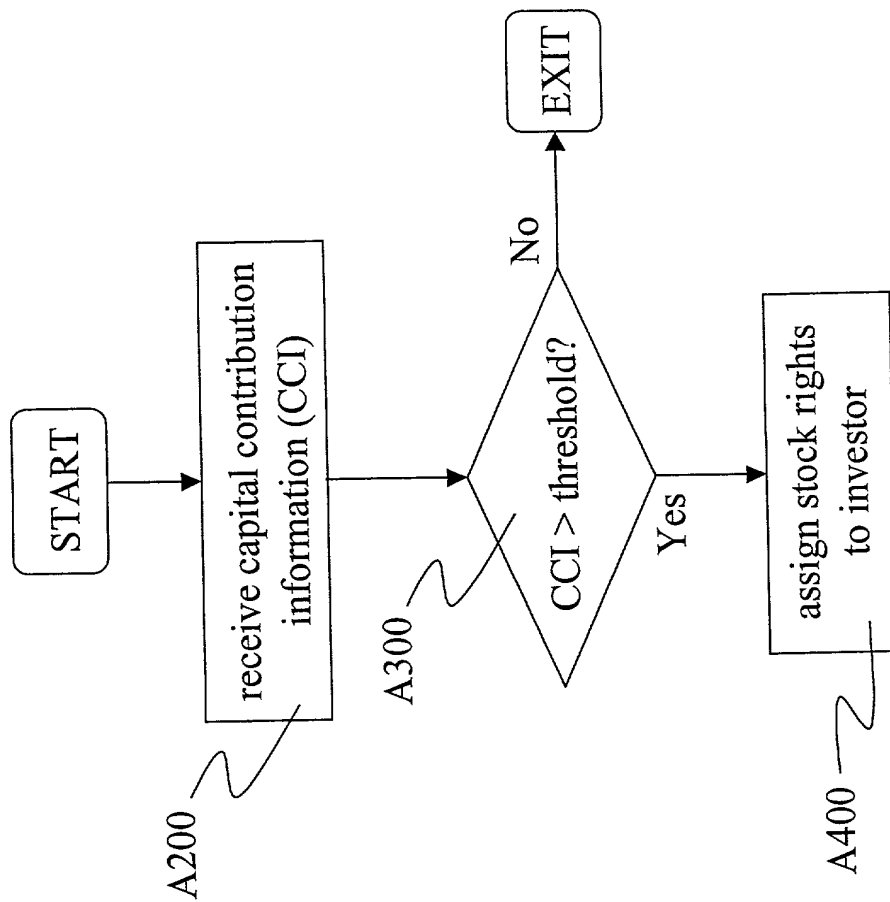 START
receive capital contribution
information (CCI)
A200
CCI > threshold?
A300
No
EXIT
Yes
assign stock rights
to investor
A400